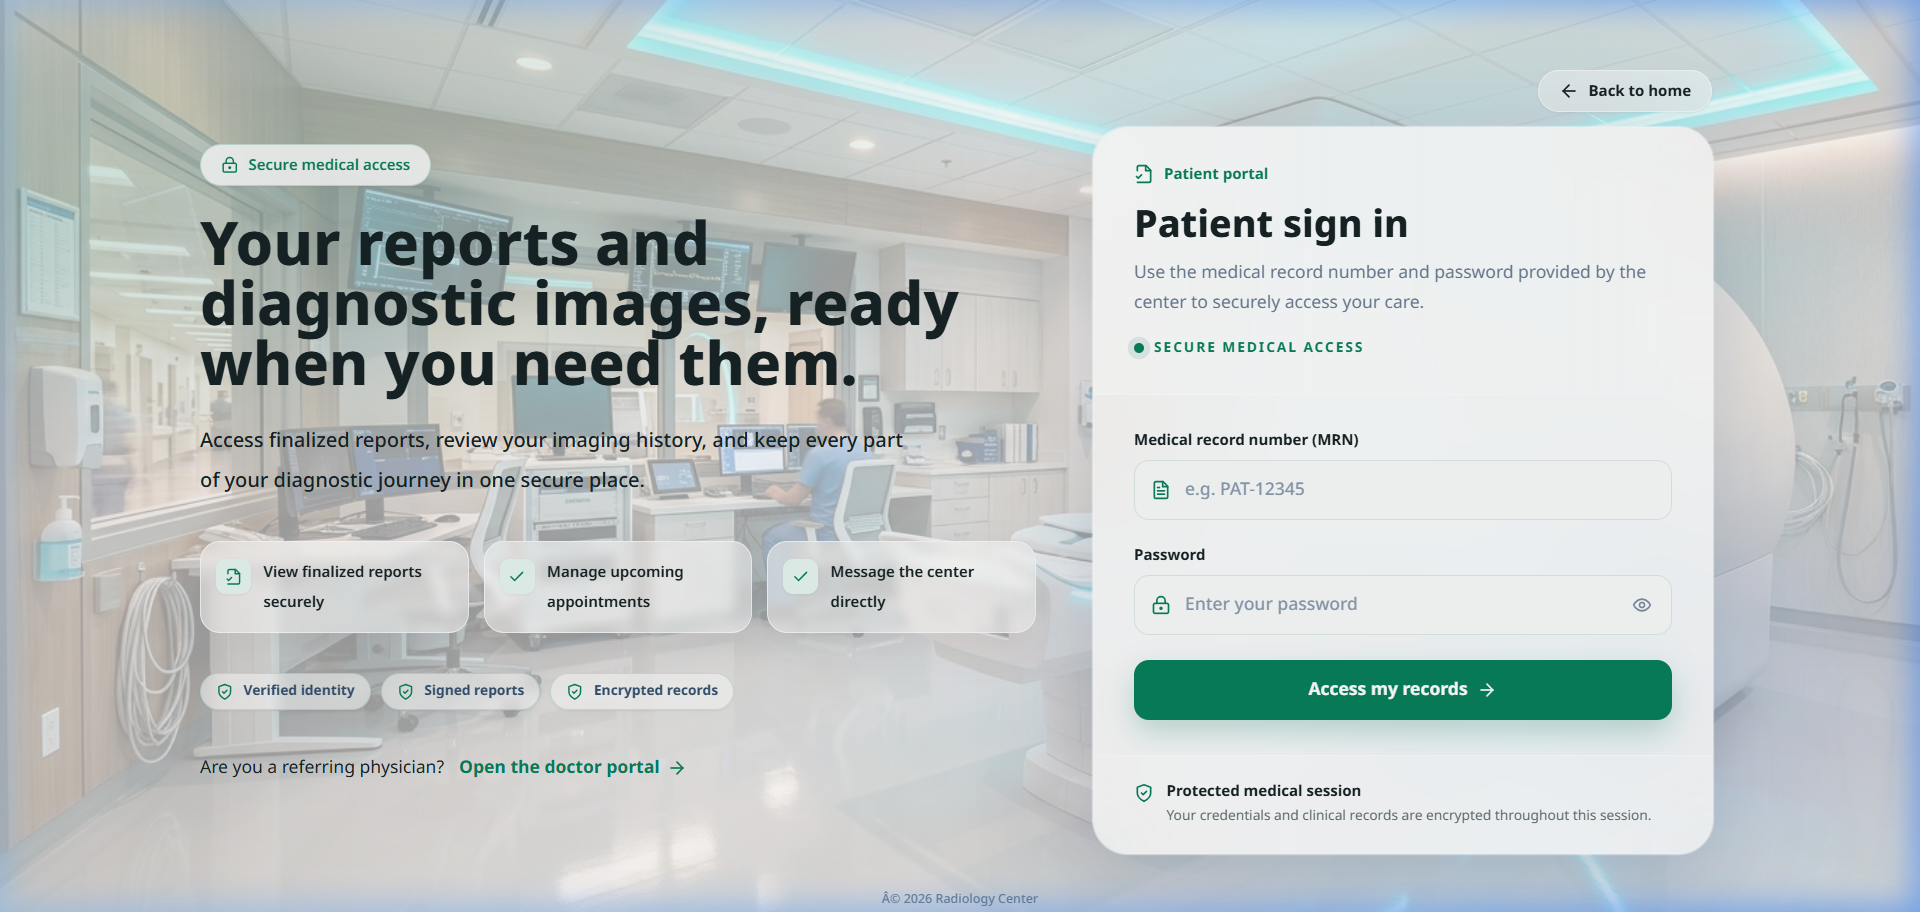 Back to home
Secure medical access
Your reports and
diagnostic images, ready
when you need them.
Access finalized reports, review your imaging history, and keep every part
of your diagnostic journey in one secure place.
View finalized reports
securely
Manage upcoming
appointments
Message the center
directly
Verified identity
Signed reports
Encrypted records
Are you a referring physician? Open the doctor portal
Patient portal
Patient sign in
Use the medical record number and password provided by the
center to securely access your care.
SECURE MEDICAL ACCESS
Medical record number (MRN)
e.g. PAT-12345
Password
Enter your password
Access my records
Protected medical session
Your credentials and clinical records are encrypted throughout this session.
Â© 2026 Radiology Center